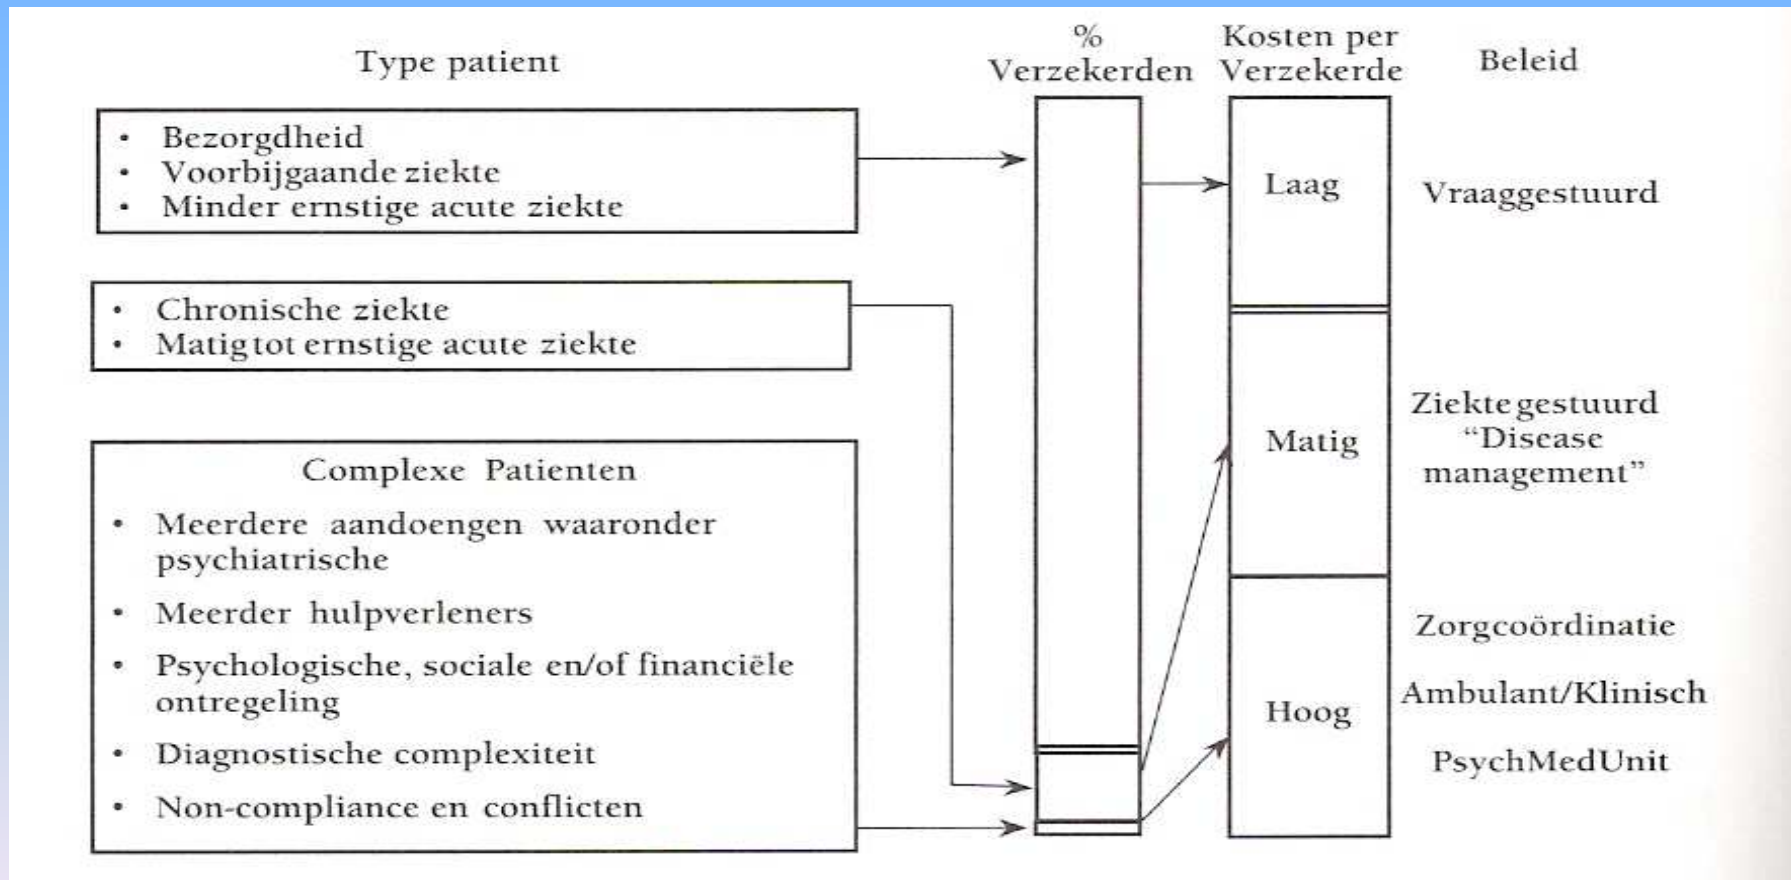 Type patient
%
Verzekerden
Kosten per
Verzekerde
Beleid
• Bezorgdheid
• Voorbijgaande ziekte
• Minder ernstige acute ziekte
• Chronische ziekte
• Matig tot ernstige acute ziekte
Complexe Patienten
• Meerdere aandoengen waaronder
psychiatrische
• Meerder hulpverleners
• Psychologische, sociale en/of financiële
ontregeling
• Diagnostische complexiteit
• Non-compliance en conflicten
Laag
Matig
Hoog
Vraaggestuurd
Ziekte gestuurd
“Disease
management”
Zorgcoördinatie
Ambulant/Klinisch
PsychMedUnit